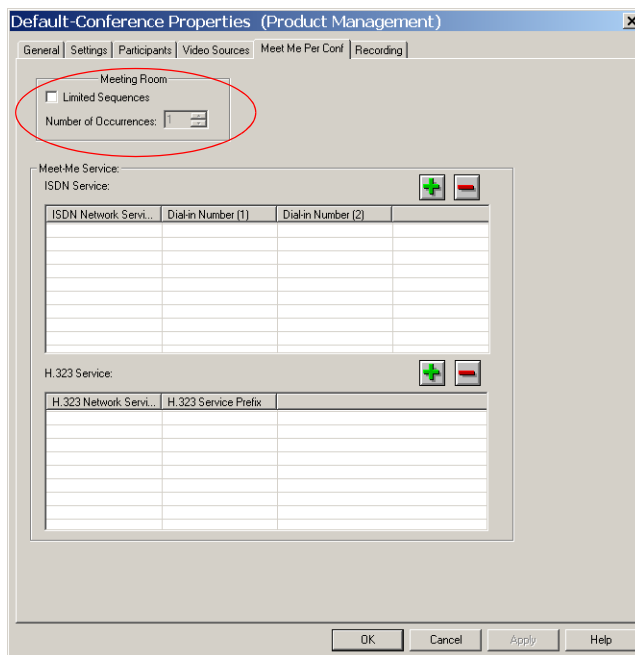 Default-Conference Properties (Product Management)
General Settings Participants Video Sources Meet Me Per Conf Recording
Meeting Room
Limited Sequences
Number of Occurrences: 1
Meet-Me Service:
ISDN Service:
ISDN Network Servi... Dial-in Number (1) Dial-in Number (2)
H.323 Service:
H.323 Network Servi... H.323 Service Prefix
OK Cancel Apply Help